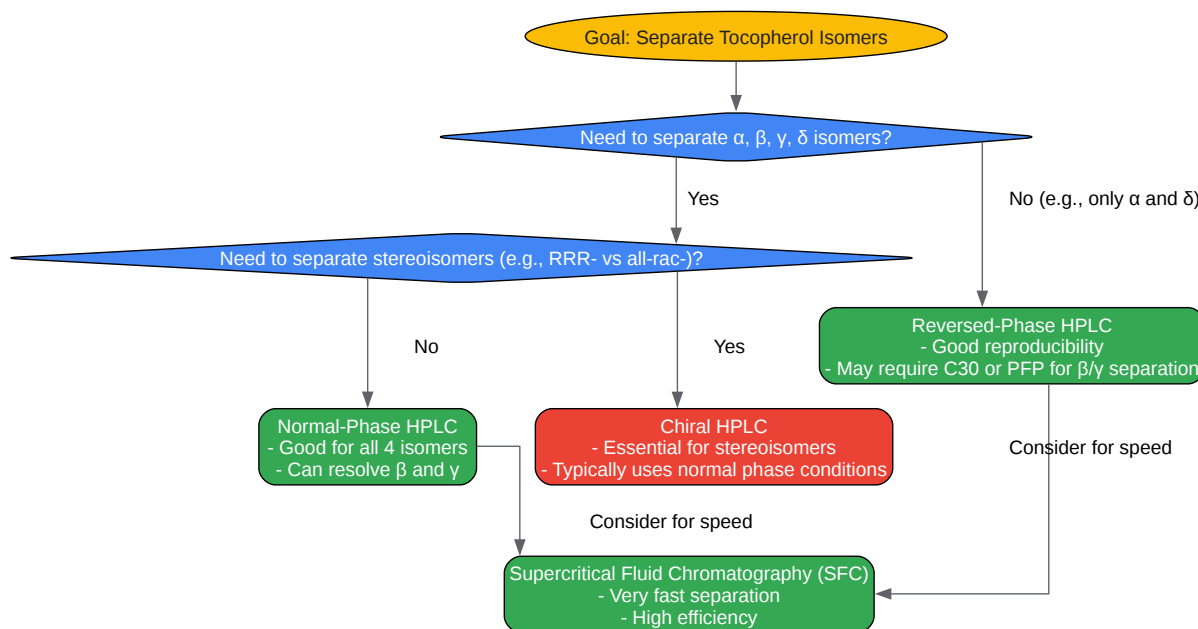 Goal: Separate Tocopherol Isomers
Need to separate α, β, γ, δ isomers?
Yes
No (e.g., only α and δ)
Need to separate stereoisomers (e.g., RRR- vs all-rac-)?
No
Yes
Reversed-Phase HPLC
- Good reproducibility
- May require C30 or PFP for β/γ separation
Normal-Phase HPLC
- Good for all 4 isomers
- Can resolve β and γ
Chiral HPLC
- Essential for stereoisomers
- Typically uses normal phase conditions
Consider for speed
Consider for speed
Supercritical Fluid Chromatography (SFC)
- Very fast separation
- High efficiency